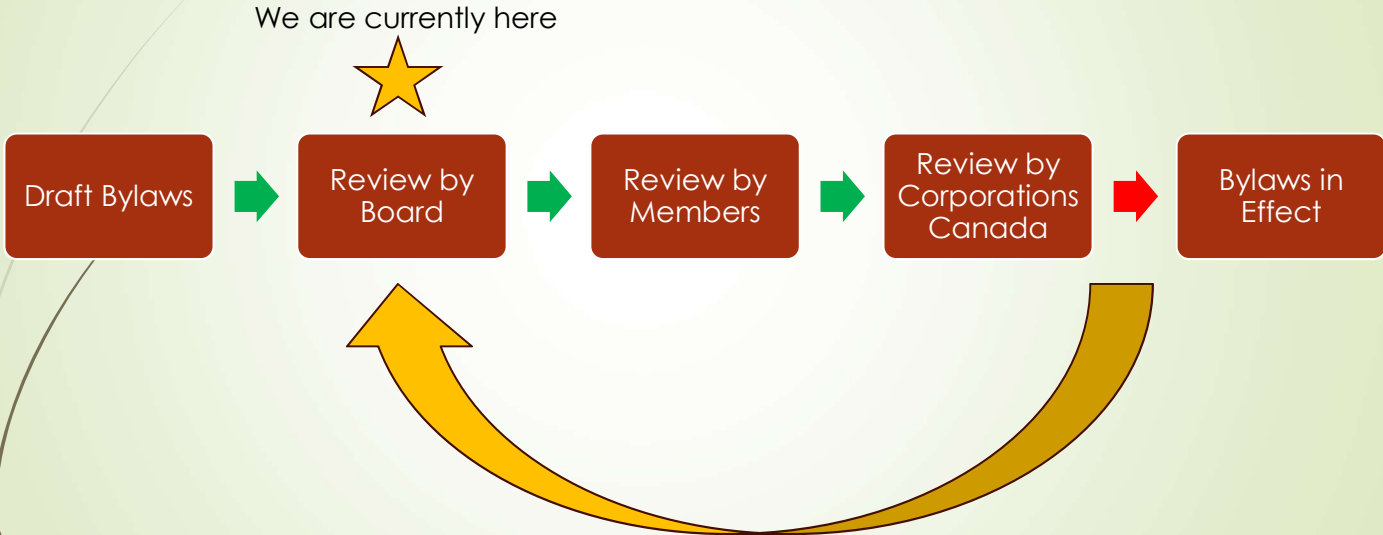 We are currently here
Draft Bylaws
Review by
Board
Review by
Members
Review by
Corporations
Canada
Bylaws in
Effect